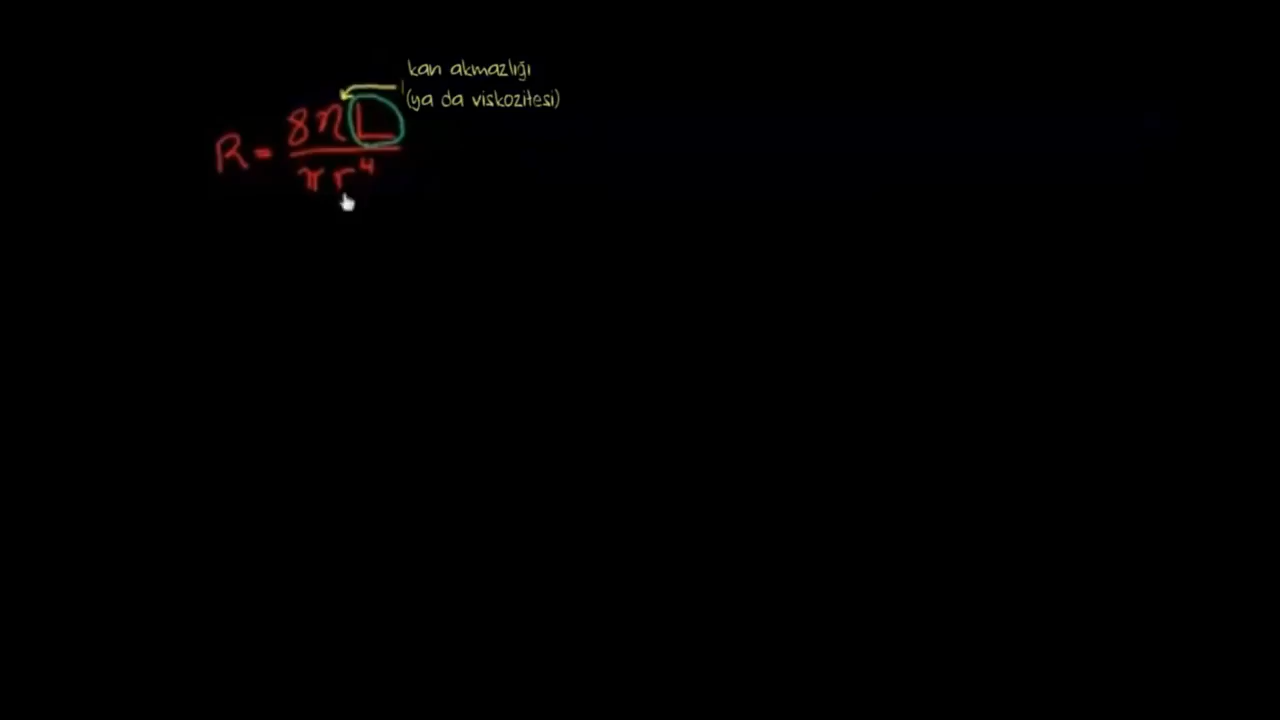 kan akmazlığı
(ya da viskozitesi)
R = 8ηL / πr⁴